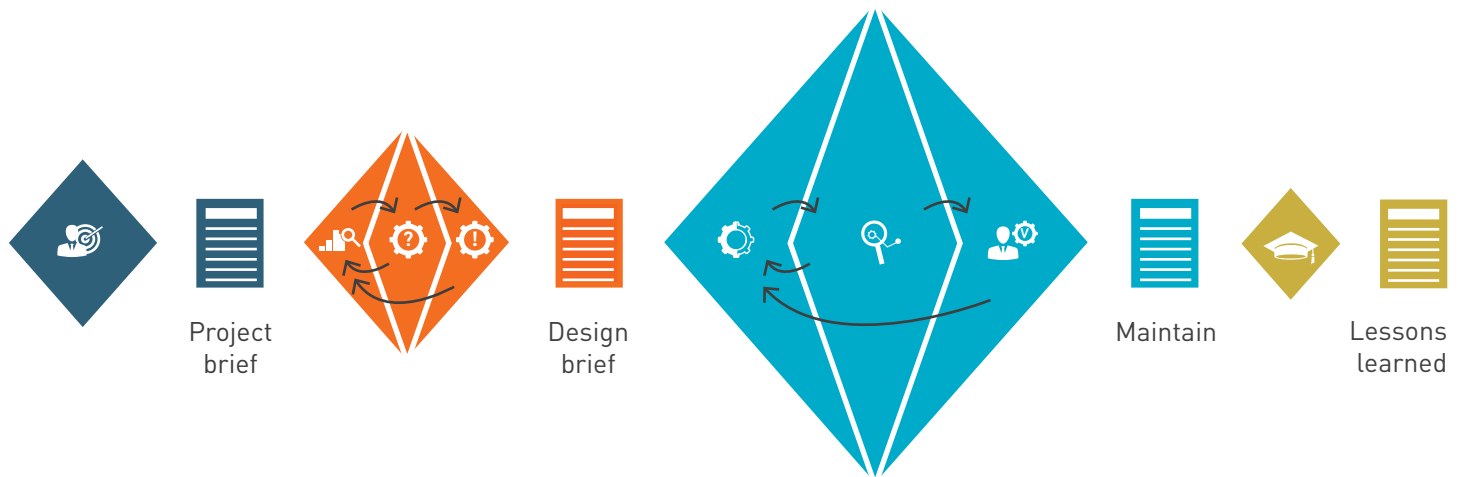 ?
!
V
Project
brief
Design
brief
Maintain
Lessons
learned